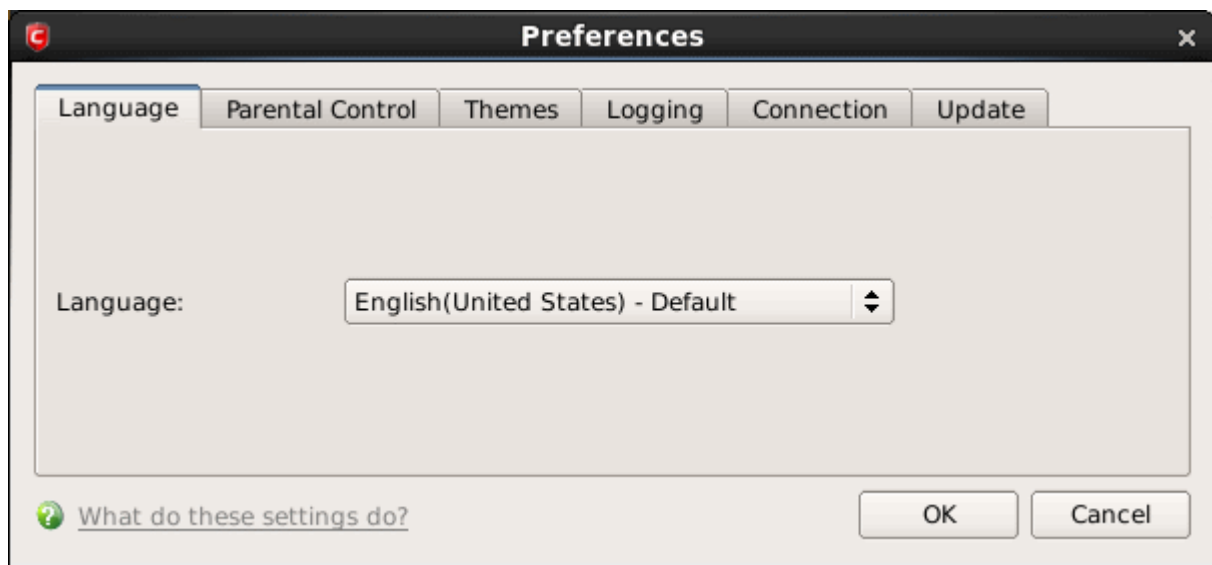 Preferences
Language Parental Control Themes Logging Connection Update
Language: English(United States) - Default
What do these settings do? OK Cancel